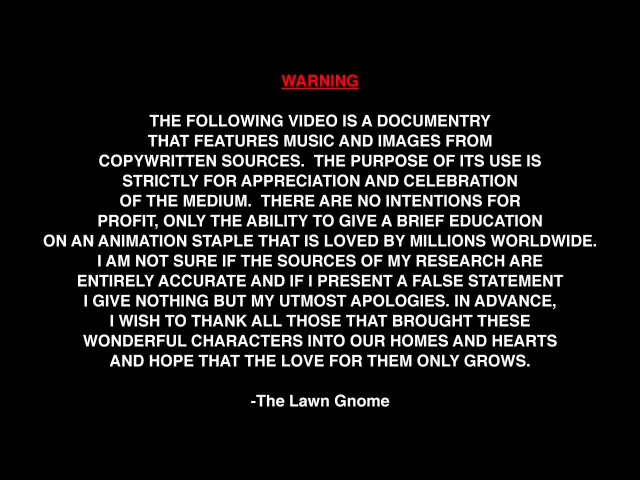 WARNING
THE FOLLOWING VIDEO IS A DOCUMENTRY
THAT FEATURES MUSIC AND IMAGES FROM
COPYWRITTEN SOURCES.  THE PURPOSE OF ITS USE IS
STRICTLY FOR APPRECIATION AND CELEBRATION
OF THE MEDIUM.  THERE ARE NO INTENTIONS FOR
PROFIT, ONLY THE ABILITY TO GIVE A BRIEF EDUCATION
ON AN ANIMATION STAPLE THAT IS LOVED BY MILLIONS WORLDWIDE.
I AM NOT SURE IF THE SOURCES OF MY RESEARCH ARE
ENTIRELY ACCURATE AND IF I PRESENT A FALSE STATEMENT
I GIVE NOTHING BUT MY UTMOST APOLOGIES. IN ADVANCE,
I WISH TO THANK ALL THOSE THAT BROUGHT THESE
WONDERFUL CHARACTERS INTO OUR HOMES AND HEARTS
AND HOPE THAT THE LOVE FOR THEM ONLY GROWS.
-The Lawn Gnome